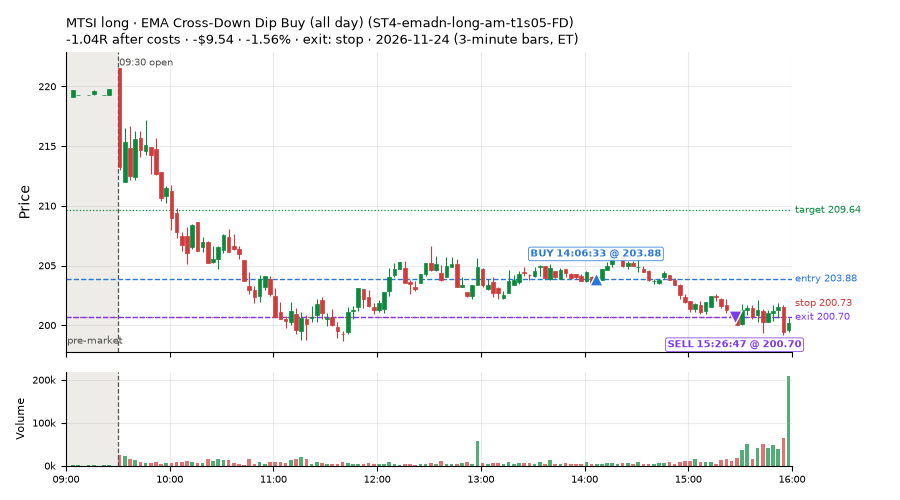 MTSI long · EMA Cross-Down Dip Buy (all day) (ST4-emadn-long-am-t1s05-FD)
-1.04R after costs · -$9.54 · -1.56% · exit: stop · 2026-11-24 (3-minute bars, ET)
09:30 open
220
215
210
205
200
Price
target 209.64
BUY 14:06:33 @ 203.88
entry 203.88
stop 200.73
exit 200.70
pre-market
SELL 15:26:47 @ 200.70
200k
100k
0k
Volume
09:00 10:00 11:00 12:00 13:00 14:00 15:00 16:00